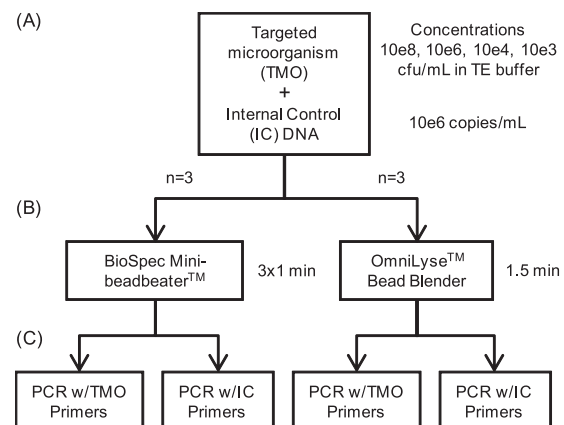 (A)
Targeted
microorganism
(TMO)
+
Internal Control
(IC) DNA
Concentrations
10e8, 10e6, 10e4, 10e3
cfu/mL in TE buffer
10e6 copies/mL
n=3
n=3
(B)
BioSpec Mini-
beadbeater™
3x1 min
OmniLyse™
Bead Blender
1.5 min
(C)
PCR w/TMO
Primers
PCR w/IC
Primers
PCR w/TMO
Primers
PCR w/IC
Primers